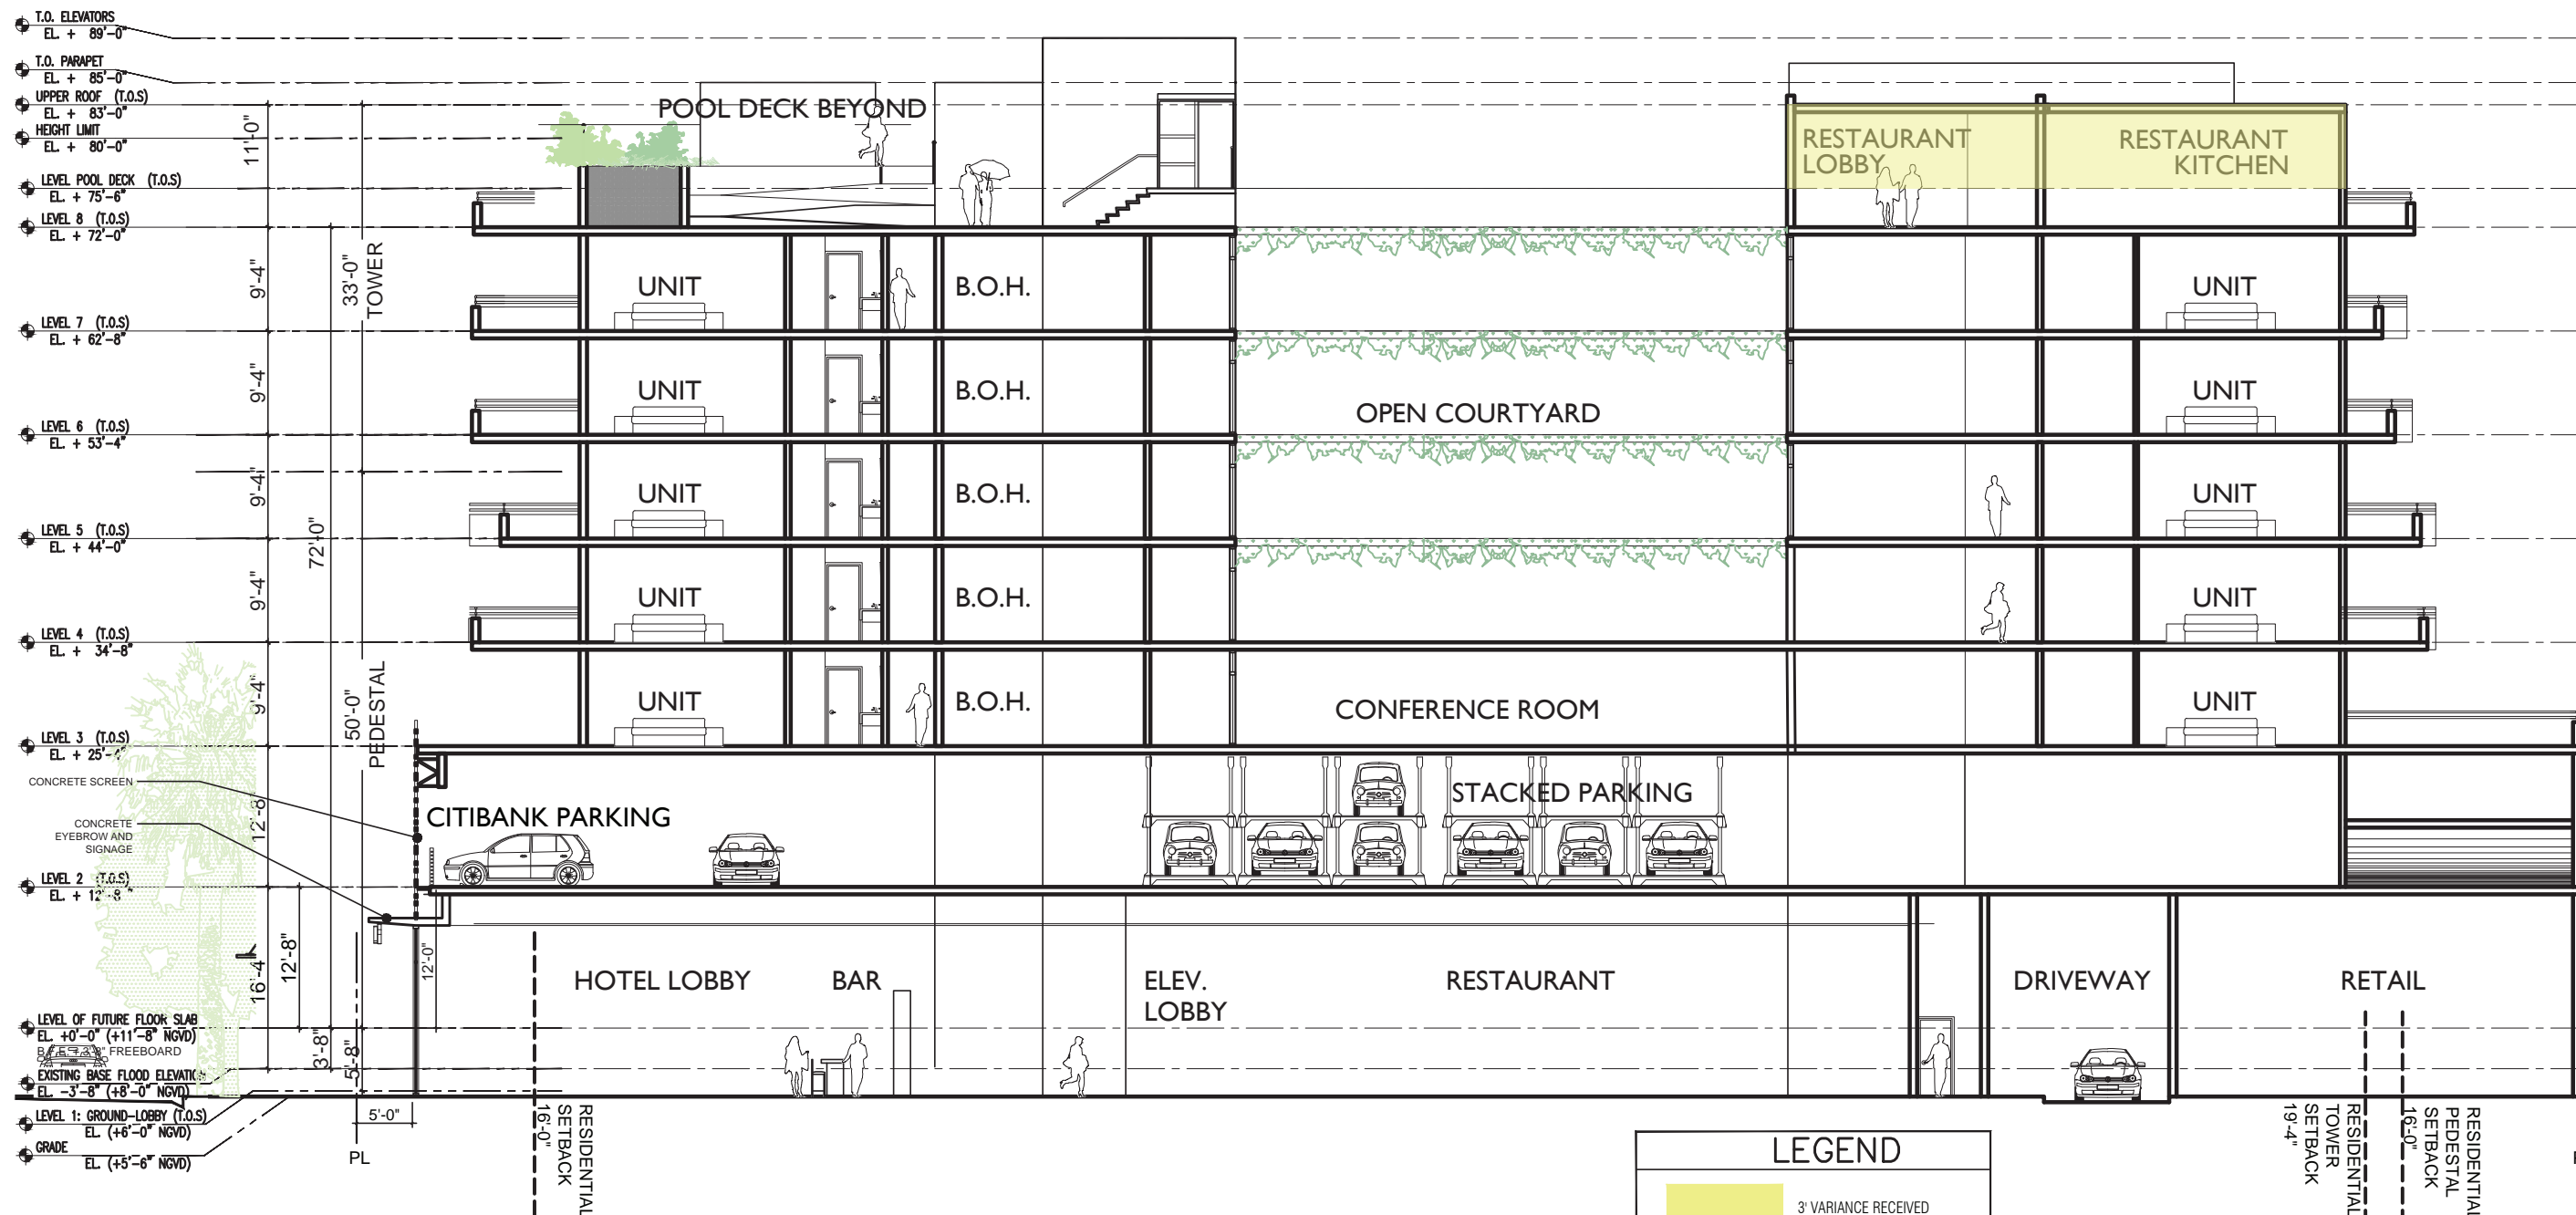 T.O. ELEVATORS
EL. + 89'-0"
T.O. PARAPET
EL. + 85'-0"
UPPER ROOF (T.O.S)
EL. + 83'-0"
HEIGHT LIMIT
EL. + 80'-0"
LEVEL POOL DECK (T.O.S)
EL. + 75'-6"
LEVEL 8 (T.O.S)
EL. + 72'-0"
LEVEL 7 (T.O.S)
EL. + 62'-8"
LEVEL 6 (T.O.S)
EL. + 53'-4"
LEVEL 5 (T.O.S)
EL. + 44'-0"
LEVEL 4 (T.O.S)
EL. + 34'-8"
LEVEL 3 (T.O.S)
EL. + 25'-4"
CONCRETE SCREEN
CONCRETE
EYEBROW AND
SIGNAGE
LEVEL 2 (T.O.S)
EL. + 12'-8"
LEVEL OF FUTURE FLOOR SLAB
EL. +0'-0" (+11'-8" NGVD)
FREEBOARD
EXISTING BASE FLOOD ELEVATION
EL. -3'-8" (+8'-0" NGVD)
LEVEL 1: GROUND-LOBBY (T.O.S)
EL. (+6'-0" NGVD)
GRADE
EL. (+5'-6" NGVD)
11'-0"
9'-4"
9'-4"
9'-4"
9'-4"
9'-4"
12'-8"
16'-4"
12'-8"
3'-8"
72'-0"
33'-0"
TOWER
50'-0"
PEDESTAL
5'-8"
12'-0"
5'-0"
PL
POOL DECK BEYOND
RESTAURANT
LOBBY
RESTAURANT
KITCHEN
UNIT
B.O.H.
UNIT
UNIT
B.O.H.
OPEN COURTYARD
UNIT
UNIT
B.O.H.
UNIT
UNIT
B.O.H.
UNIT
UNIT
B.O.H.
CONFERENCE ROOM
UNIT
CITIBANK PARKING
STACKED PARKING
HOTEL LOBBY
BAR
ELEV.
LOBBY
RESTAURANT
DRIVEWAY
RETAIL
RESIDENTIAL
SETBACK
16'-0"
RESIDENTIAL
TOWER
SETBACK
19'-4"
RESIDENTIAL
PEDESTAL
SETBACK
16'-0"
LEGEND
3' VARIANCE RECEIVED